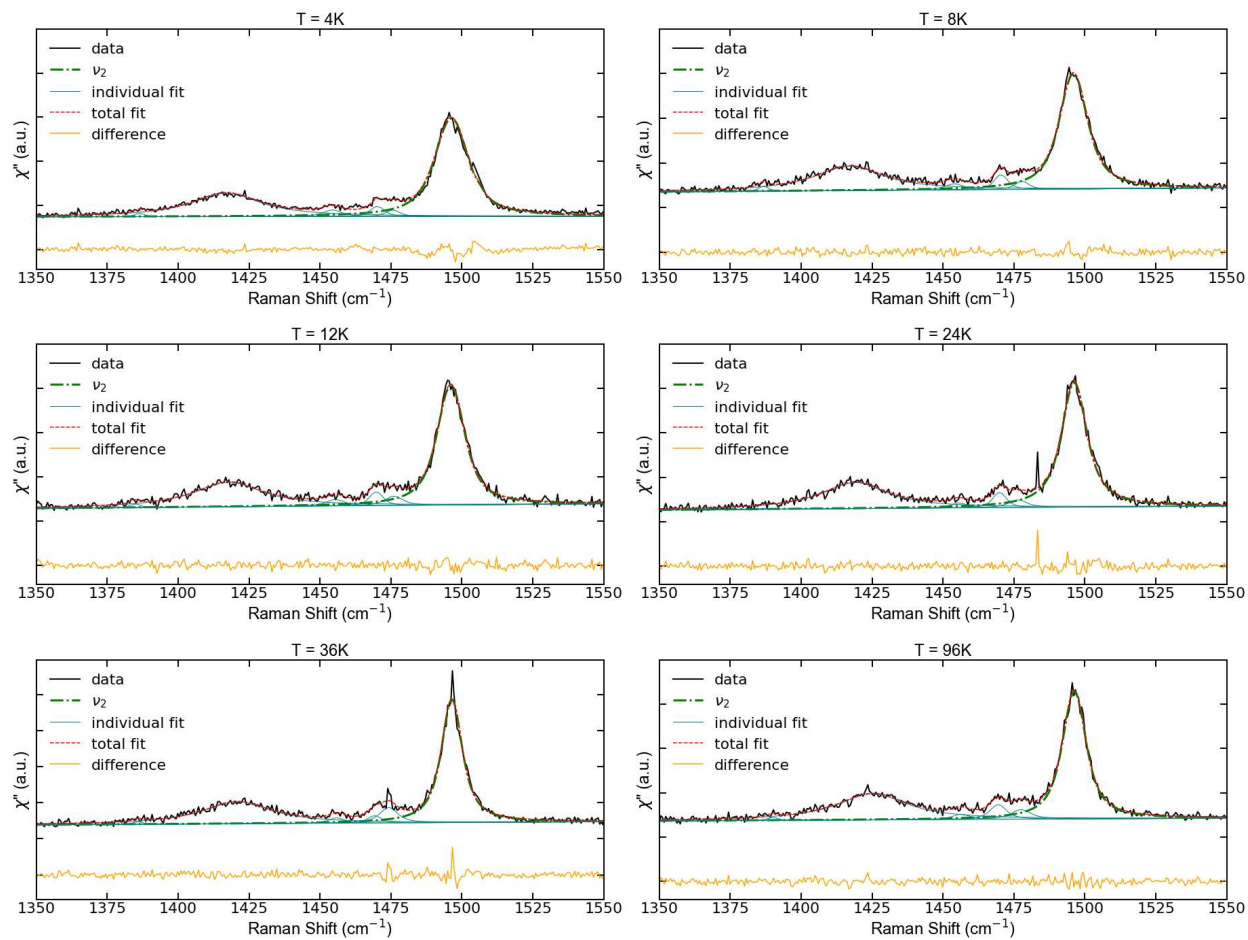 T = 4K
data
ν₂
individual fit
total fit
difference
χ'' (a.u.)
1350 1375 1400 1425 1450 1475 1500 1525 1550
Raman Shift (cm⁻¹)
T = 8K
data
ν₂
individual fit
total fit
difference
χ'' (a.u.)
1350 1375 1400 1425 1450 1475 1500 1525 1550
Raman Shift (cm⁻¹)
T = 12K
data
ν₂
individual fit
total fit
difference
χ'' (a.u.)
1350 1375 1400 1425 1450 1475 1500 1525 1550
Raman Shift (cm⁻¹)
T = 24K
data
ν₂
individual fit
total fit
difference
χ'' (a.u.)
1350 1375 1400 1425 1450 1475 1500 1525 1550
Raman Shift (cm⁻¹)
T = 36K
data
ν₂
individual fit
total fit
difference
χ'' (a.u.)
1350 1375 1400 1425 1450 1475 1500 1525 1550
Raman Shift (cm⁻¹)
T = 96K
data
ν₂
individual fit
total fit
difference
χ'' (a.u.)
1350 1375 1400 1425 1450 1475 1500 1525 1550
Raman Shift (cm⁻¹)